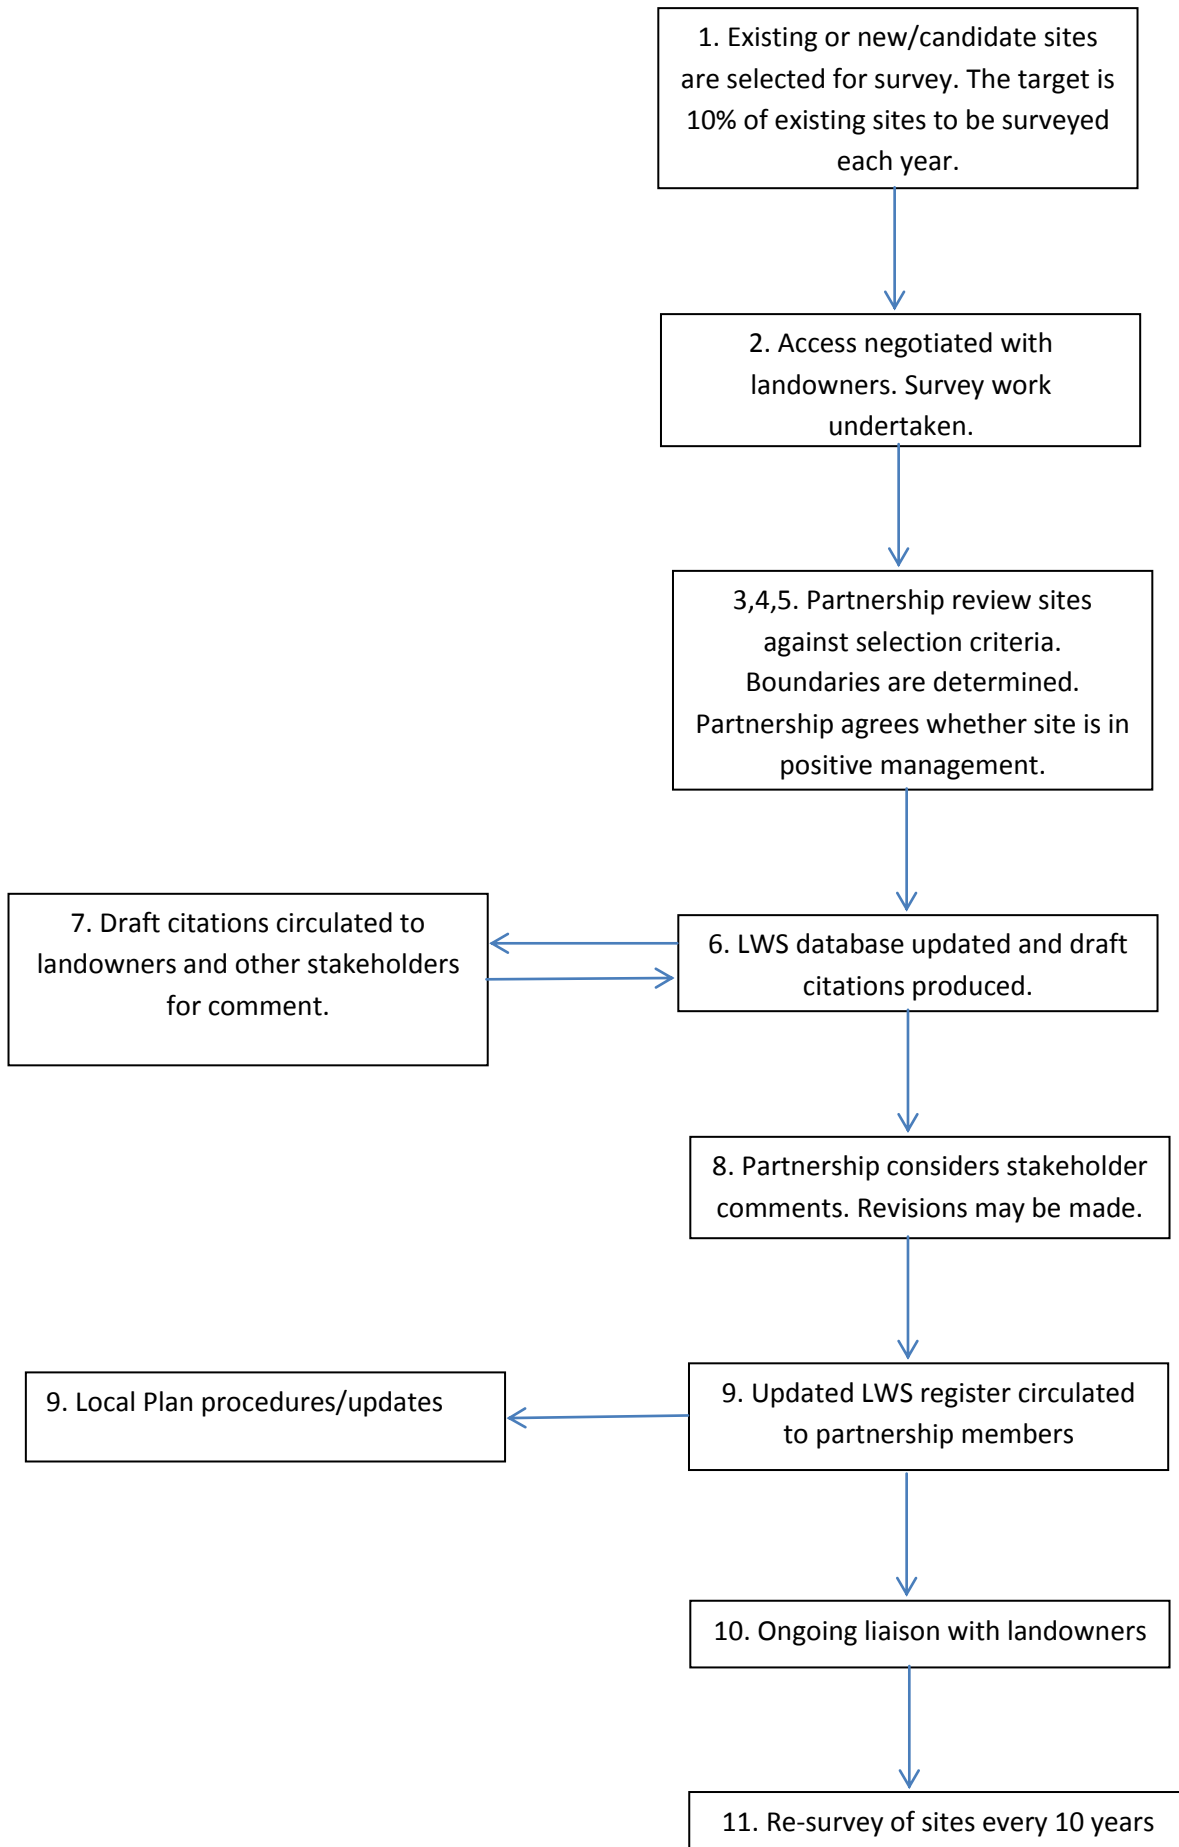 1. Existing or new/candidate sites
are selected for survey. The target is
10% of existing sites to be surveyed
each year.
2. Access negotiated with
landowners. Survey work
undertaken.
3,4,5. Partnership review sites
against selection criteria.
Boundaries are determined.
Partnership agrees whether site is in
positive management.
7. Draft citations circulated to
landowners and other stakeholders
for comment.
6. LWS database updated and draft
citations produced.
8. Partnership considers stakeholder
comments. Revisions may be made.
9. Local Plan procedures/updates
9. Updated LWS register circulated
to partnership members
10. Ongoing liaison with landowners
11. Re-survey of sites every 10 years